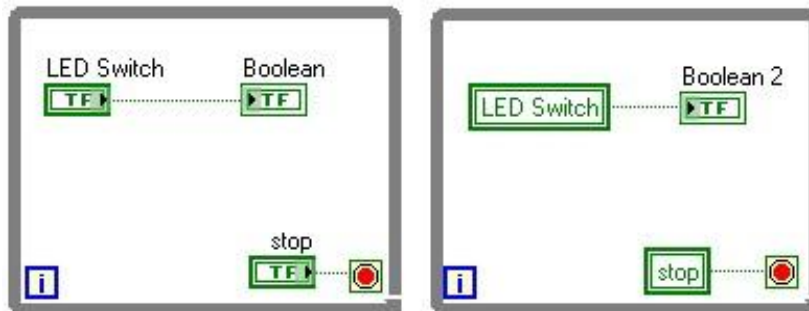 LED Switch
Boolean
TF
TF
stop
TF
i
Boolean 2
LED Switch
TF
stop
i